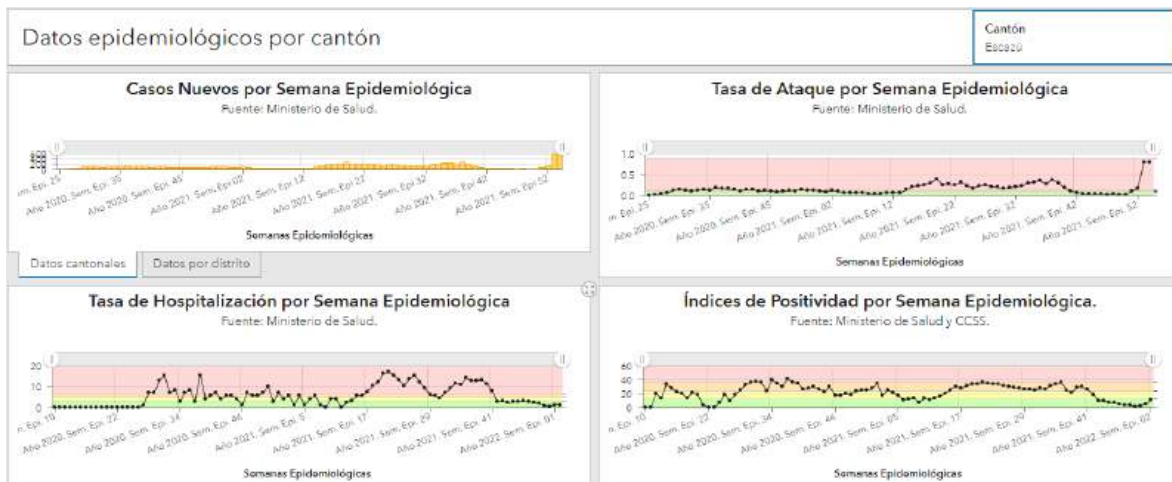 Datos epidemiológicos por cantón
Cantón
Escazú
Casos Nuevos por Semana Epidemiológica
Fuente: Ministerio de Salud.
Año 2020. Sem. Epi. 35
Año 2020. Sem. Epi. 45
Año 2021. Sem. Epi. 02
Año 2021. Sem. Epi. 12
Año 2021. Sem. Epi. 22
Año 2021. Sem. Epi. 32
Año 2021. Sem. Epi. 42
Año 2021. Sem. Epi. 52
Semanas Epidemiológicas
Datos cantonales
Datos por distrito
Tasa de Ataque por Semana Epidemiológica
Fuente: Ministerio de Salud.
1.0
0.5
0.0
Año 2020. Sem. Epi. 35
Año 2020. Sem. Epi. 45
Año 2021. Sem. Epi. 02
Año 2021. Sem. Epi. 12
Año 2021. Sem. Epi. 22
Año 2021. Sem. Epi. 32
Año 2021. Sem. Epi. 42
Año 2021. Sem. Epi. 52
Semanas Epidemiológicas
Tasa de Hospitalización por Semana Epidemiológica
Fuente: Ministerio de Salud.
20
10
0
Año 2020. Sem. Epi. 22
Año 2020. Sem. Epi. 34
Año 2020. Sem. Epi. 46
Año 2021. Sem. Epi. 5
Año 2021. Sem. Epi. 17
Año 2021. Sem. Epi. 29
Año 2021. Sem. Epi. 41
Año 2022. Sem. Epi. 01
Semanas Epidemiológicas
Índices de Positividad por Semana Epidemiológica.
Fuente: Ministerio de Salud y CCSS.
60
40
20
0
Año 2020. Sem. Epi. 22
Año 2020. Sem. Epi. 34
Año 2020. Sem. Epi. 46
Año 2021. Sem. Epi. 05
Año 2021. Sem. Epi. 17
Año 2021. Sem. Epi. 29
Año 2021. Sem. Epi. 41
Año 2022. Sem. Epi. 02
Semanas Epidemiológicas